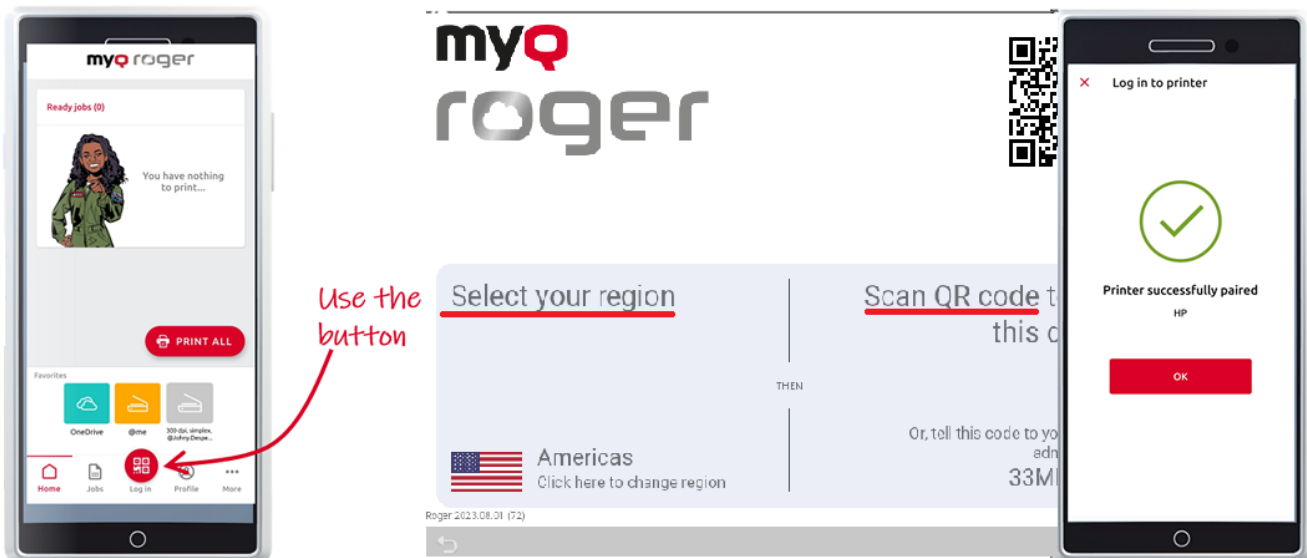 myQ roger
Ready jobs (0)
You have nothing
to print...
PRINT ALL
Favorites
OneDrive
@me
300 dpi, simplex,
@Johny.Despe...
Home
Jobs
Log in
Profile
More
Use the
button
myQ
roger
Select your region
THEN
Americas
Click here to change region
Scan QR code t
this
Or, tell this code to yo
adn
33M
Roger 2023.08.01 (72)
Log in to printer
Printer successfully paired
HP
OK